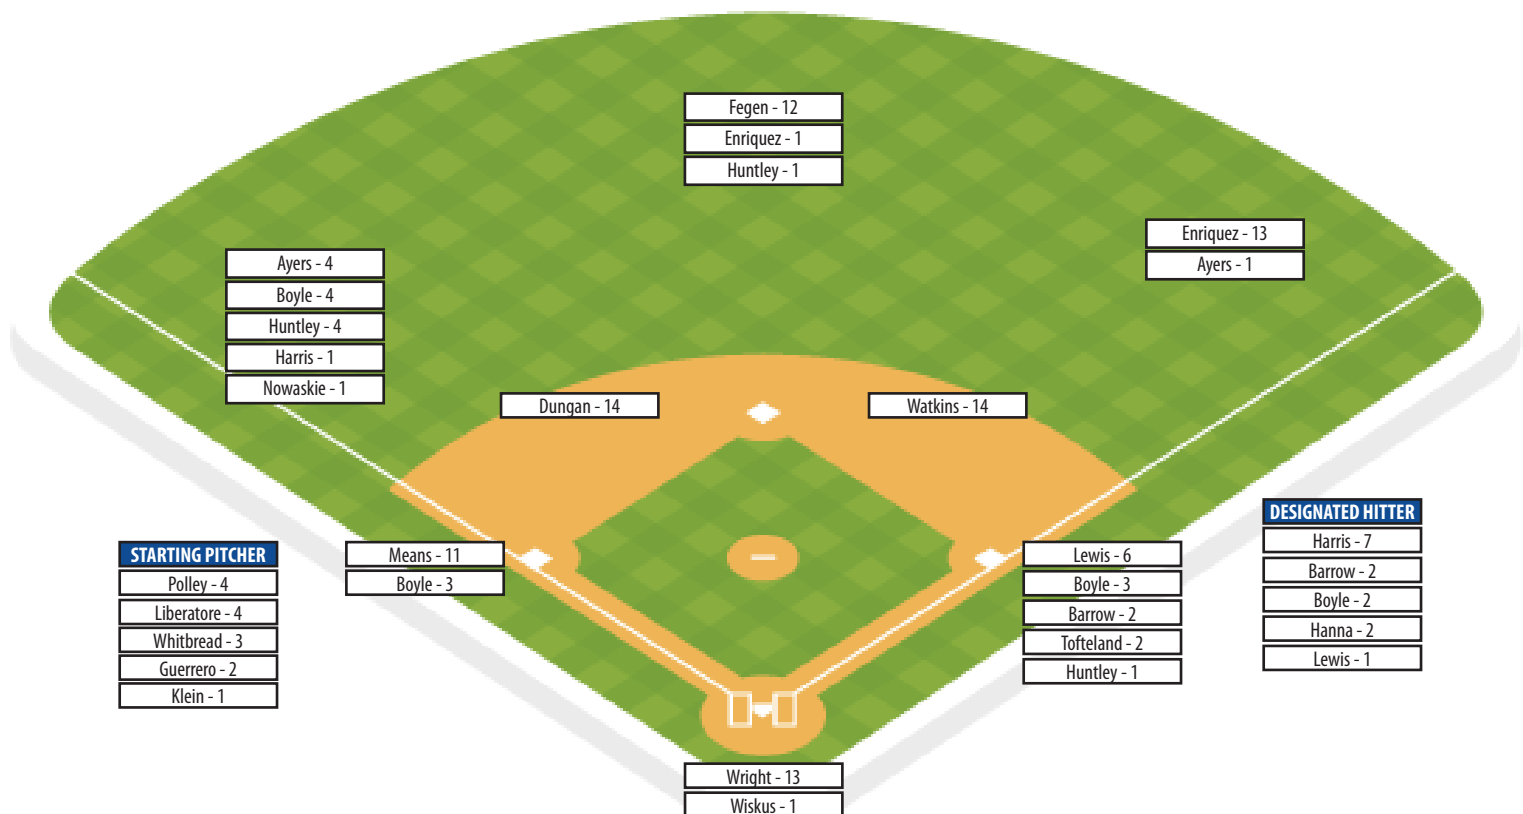 Fegen - 12
Enriquez - 1
Huntley - 1
Enriquez - 13
Ayers - 1
Ayers - 4
Boyle - 4
Huntley - 4
Harris - 1
Nowaskie - 1
Dungan - 14
Watkins - 14
STARTING PITCHER
Polley - 4
Liberatore - 4
Whitbread - 3
Guerrero - 2
Klein - 1
Means - 11
Boyle - 3
Lewis - 6
Boyle - 3
Barrow - 2
Tofteland - 2
Huntley - 1
DESIGNATED HITTER
Harris - 7
Barrow - 2
Boyle - 2
Hanna - 2
Lewis - 1
Wright - 13
Wiskus - 1